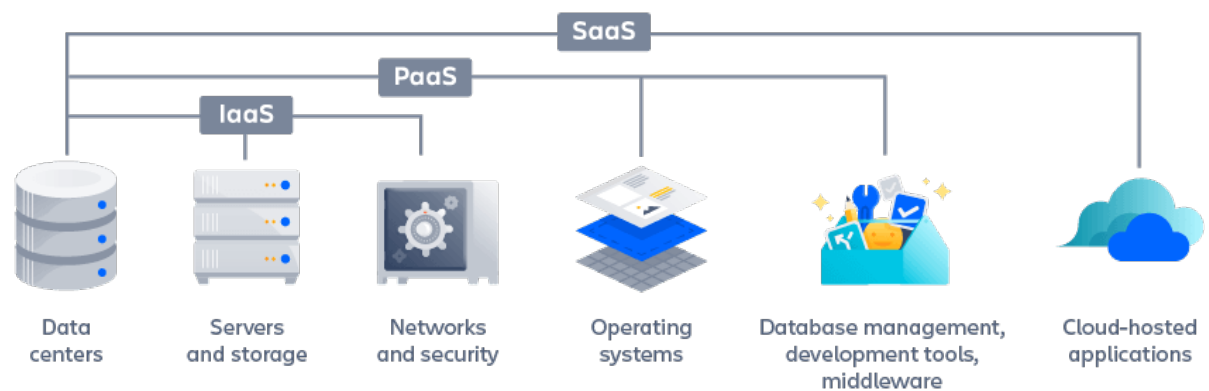 SaaS
PaaS
IaaS
Data
centers
Servers
and storage
Networks
and security
Operating
systems
Database management,
development tools,
middleware
Cloud-hosted
applications